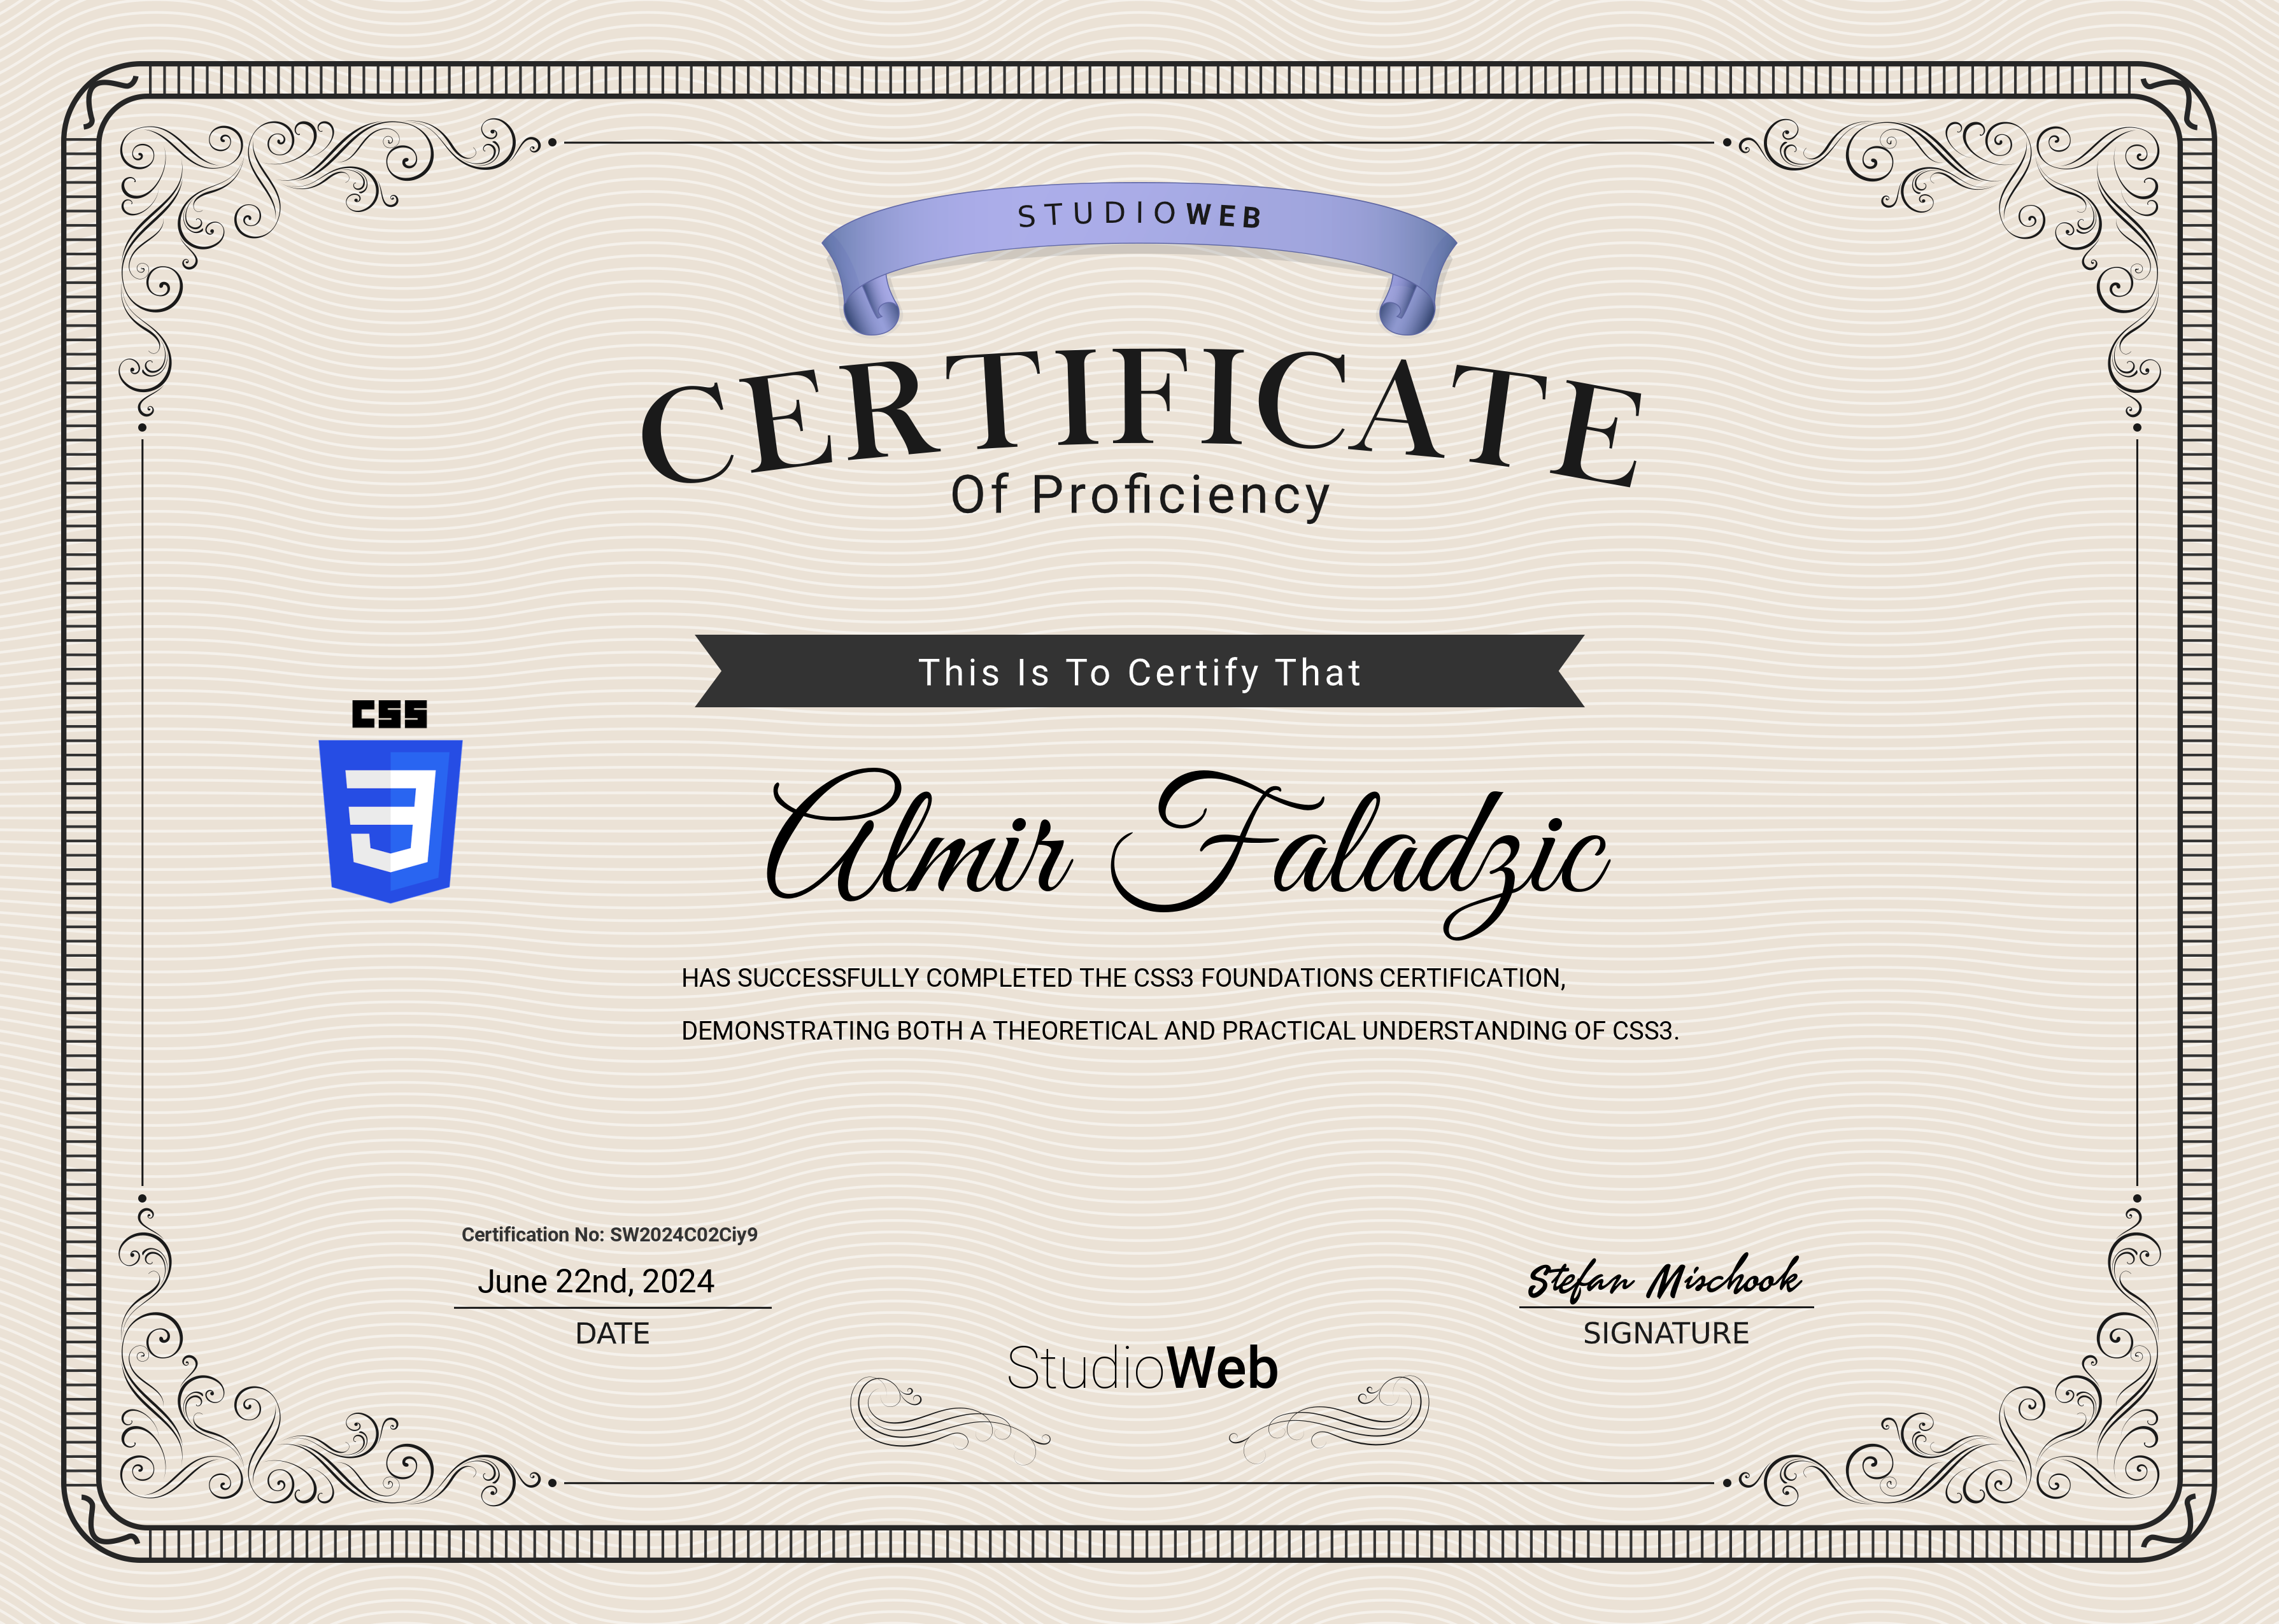 STUDIOWEB
CERTIFICATE
Of Proficiency
This Is To Certify That
CSS
3
Almir Faladzic
HAS SUCCESSFULLY COMPLETED THE CSS3 FOUNDATIONS CERTIFICATION,
DEMONSTRATING BOTH A THEORETICAL AND PRACTICAL UNDERSTANDING OF CSS3.
Certification No: SW2024C02Ciy9
June 22nd, 2024
DATE
Stefan Mischook
SIGNATURE
StudioWeb